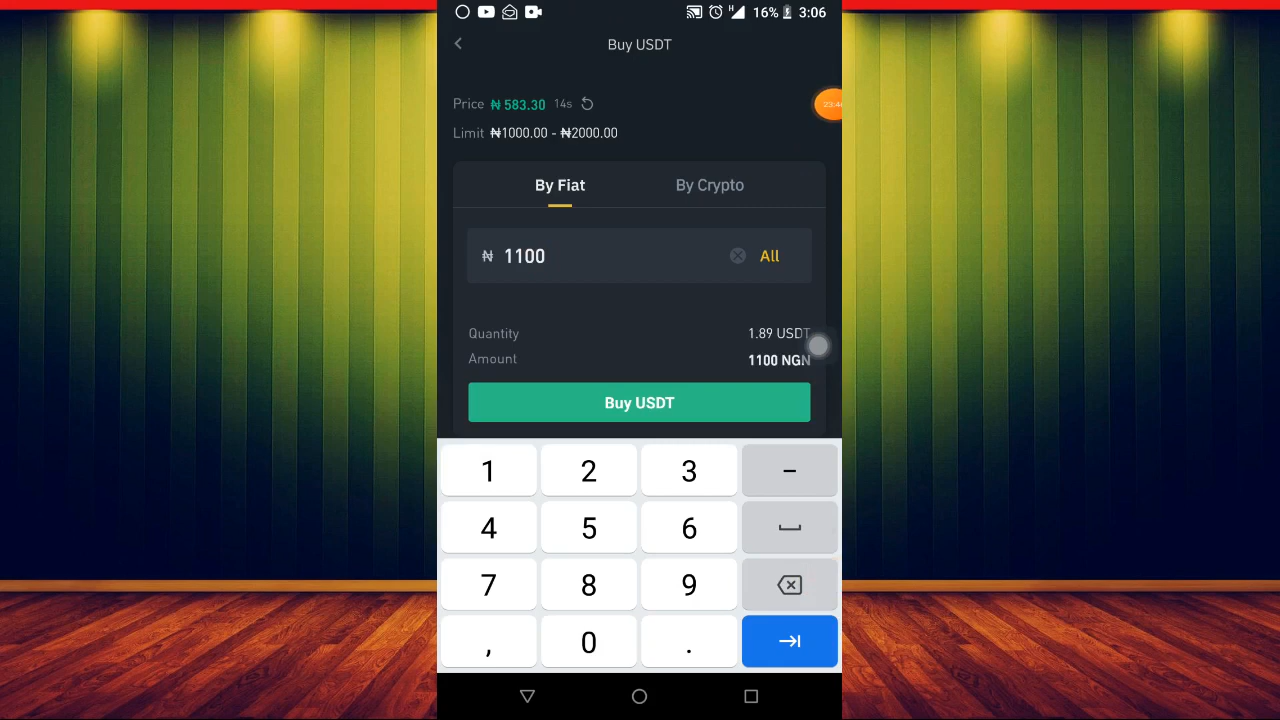 16% 3:06
Buy USDT
Price ₦ 583.30 14s
Limit ₦1000.00 - ₦2000.00
By Fiat By Crypto
₦ 1100 All
Quantity 1.89 USDT
Amount 1100 NGN
Buy USDT
1 2 3 -
4 5 6
7 8 9
, 0 .